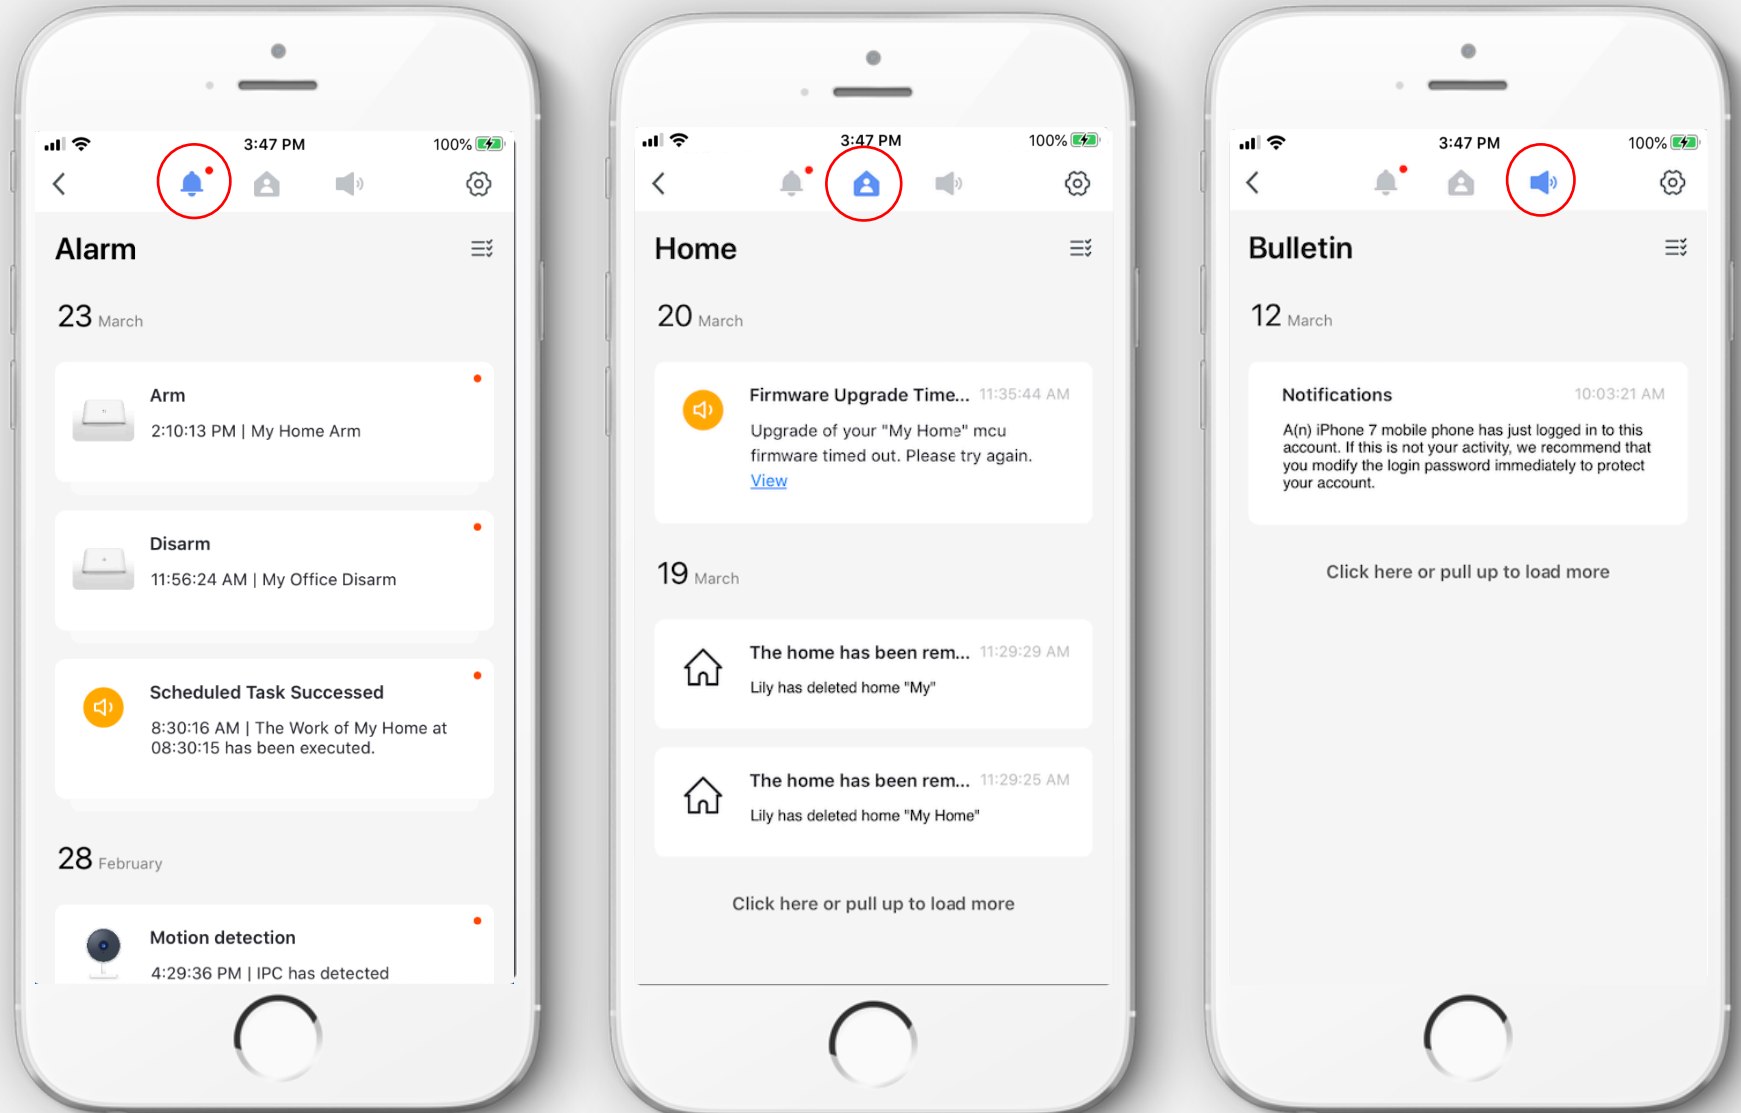 3:47 PM
100%
Alarm
23 March
Arm
2:10:13 PM | My Home Arm
Disarm
11:56:24 AM | My Office Disarm
Scheduled Task Successed
8:30:16 AM | The Work of My Home at
08:30:15 has been executed.
28 February
Motion detection
4:29:36 PM | IPC has detected
3:47 PM
100%
Home
20 March
Firmware Upgrade Time... 11:35:44 AM
Upgrade of your "My Home" mcu
firmware timed out. Please try again.
View
19 March
The home has been rem... 11:29:29 AM
Lily has deleted home "My"
The home has been rem... 11:29:25 AM
Lily has deleted home "My Home"
Click here or pull up to load more
3:47 PM
100%
Bulletin
12 March
Notifications 10:03:21 AM
A(n) iPhone 7 mobile phone has just logged in to this
account. If this is not your activity, we recommend that
you modify the login password immediately to protect
your account.
Click here or pull up to load more